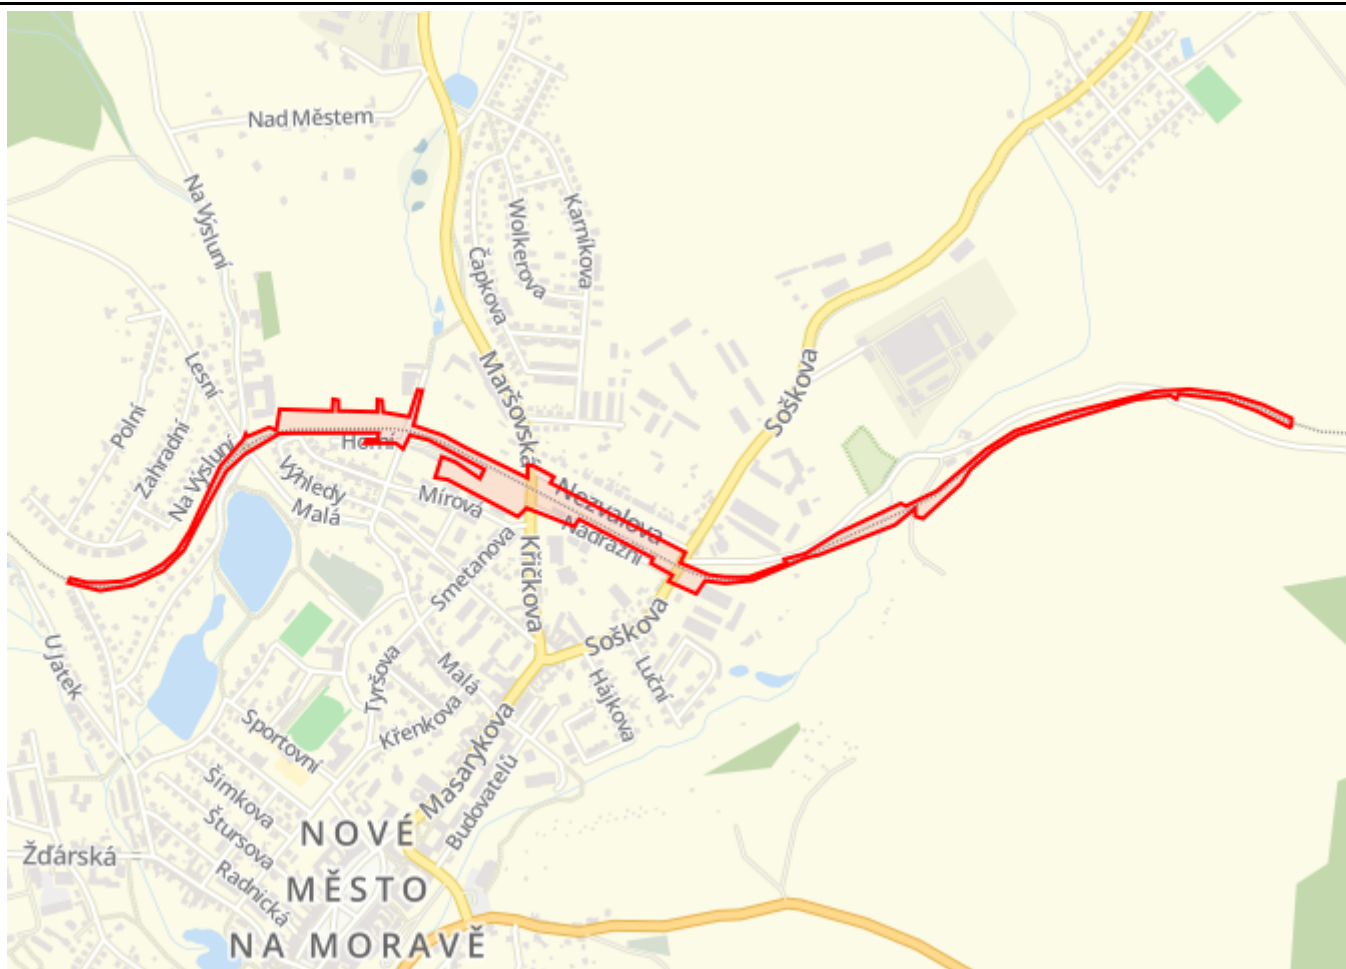 Nad Městem
Na Výsluní
Karníkova
Wolkerova
Čapkova
Lesní
Polní
Zahradní
Na Výsluní
Maršovská
Soškova
Horní
Výhledy
Malá
Mírová
Nezvalova
Nádražní
Smetanova
Křičkova
Soškova
U Jatek
Tyršova
Malá
Luční
Hájkova
Křenkova
Sportovní
Masarykova
Šimkova
Budovatelů
Štursova
Žďárská
Radnická
NOVÉ
MĚSTO
NA MORAVĚ